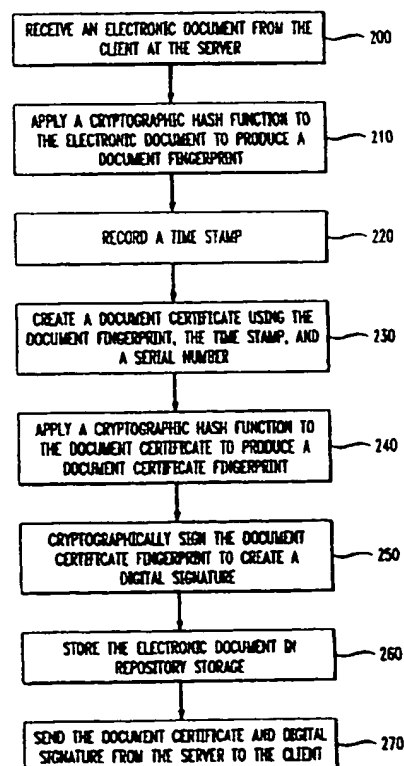 RECEIVE AN ELECTRONIC DOCUMENT FROM THE
CLIENT AT THE SERVER
200
APPLY A CRYPTOGRAPHIC HASH FUNCTION TO
THE ELECTRONIC DOCUMENT TO PRODUCE A
DOCUMENT FINGERPRINT
210
RECORD A TIME STAMP
220
CREATE A DOCUMENT CERTIFICATE USING THE
DOCUMENT FINGERPRINT, THE TIME STAMP, AND
A SERIAL NUMBER
230
APPLY A CRYPTOGRAPHIC HASH FUNCTION TO
THE DOCUMENT CERTIFICATE TO PRODUCE A
DOCUMENT CERTIFICATE FINGERPRINT
240
CRYPTOGRAPHICALLY SIGN THE DOCUMENT
CERTIFICATE FINGERPRINT TO CREATE A
DIGITAL SIGNATURE
250
STORE THE ELECTRONIC DOCUMENT IN
REPOSITORY STORAGE
260
SEND THE DOCUMENT CERTIFICATE AND DIGITAL
SIGNATURE FROM THE SERVER TO THE CLIENT
270